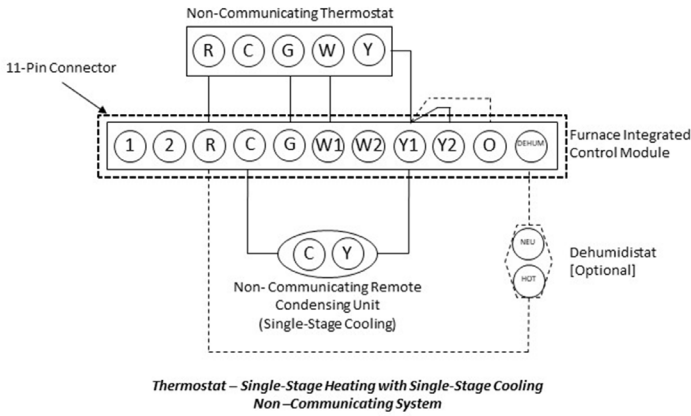 Non-Communicating Thermostat
R C G W Y
11-Pin Connector
1 2 R C G W1 W2 Y1 Y2 O DEHUM
Furnace Integrated
Control Module
C Y
NEU
HOT
Dehumidistat
[Optional]
Non- Communicating Remote
Condensing Unit
(Single-Stage Cooling)
Thermostat – Single-Stage Heating with Single-Stage Cooling
Non –Communicating System